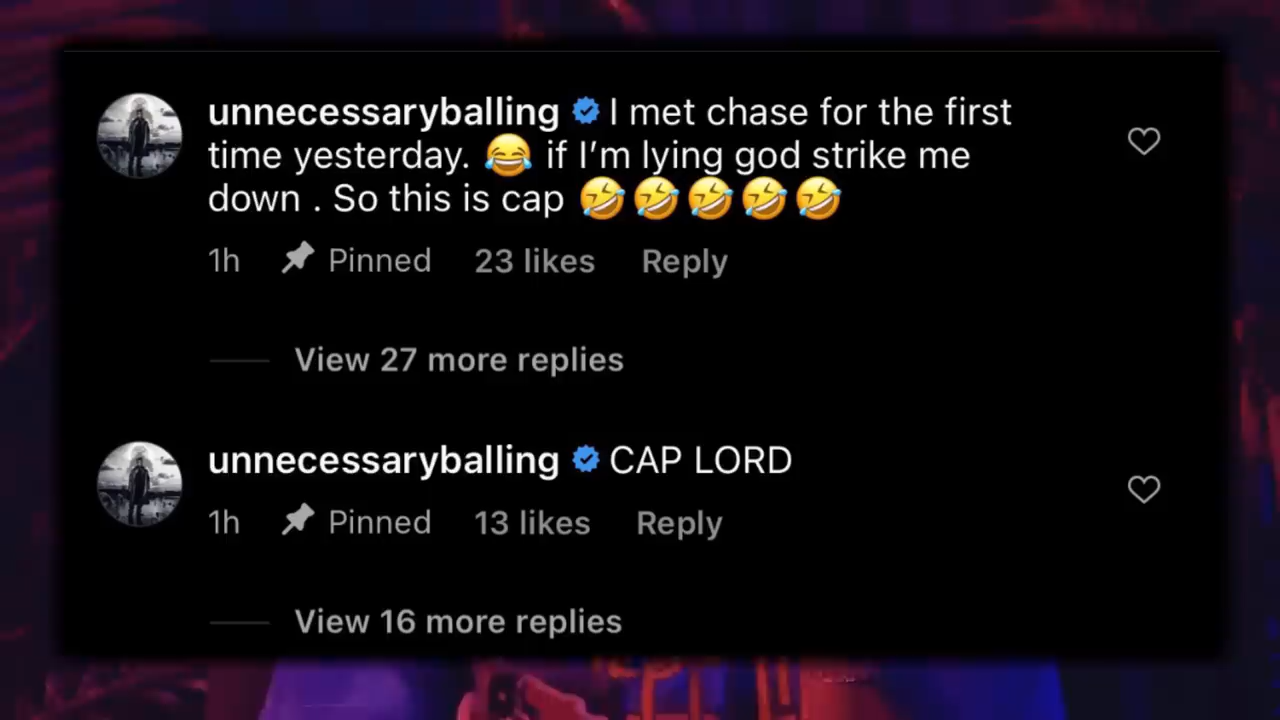 unnecessaryballing I met chase for the first
time yesterday. 😂 if I’m lying god strike me
down . So this is cap 🤣🤣🤣🤣🤣
1h Pinned 23 likes Reply
View 27 more replies
unnecessaryballing CAP LORD
1h Pinned 13 likes Reply
View 16 more replies